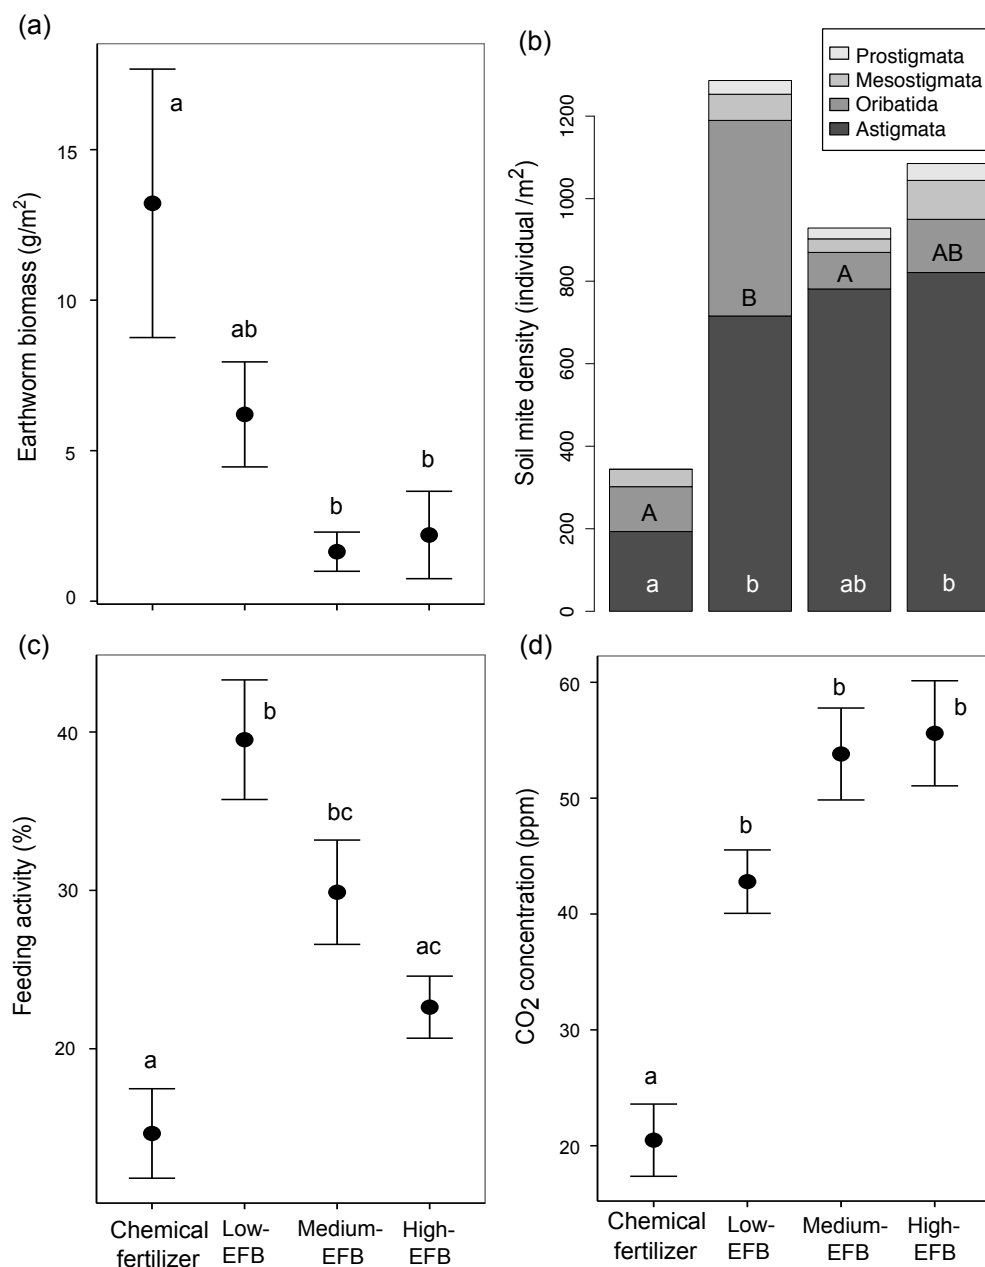 (a)
Earthworm biomass (g/m²)
15
10
5
0
a
ab
b
b
(b)
Soil mite density (individual /m²)
1200
1000
800
600
400
200
0
Prostigmata
Mesostigmata
Oribatida
Astigmata
A
B
A
AB
a
b
ab
b
(c)
Feeding activity (%)
40
30
20
a
b
bc
ac
Chemical
fertilizer
Low-
EFB
Medium-
EFB
High-
EFB
(d)
CO₂ concentration (ppm)
60
50
40
30
20
a
b
b
b
Chemical
fertilizer
Low-
EFB
Medium-
EFB
High-
EFB